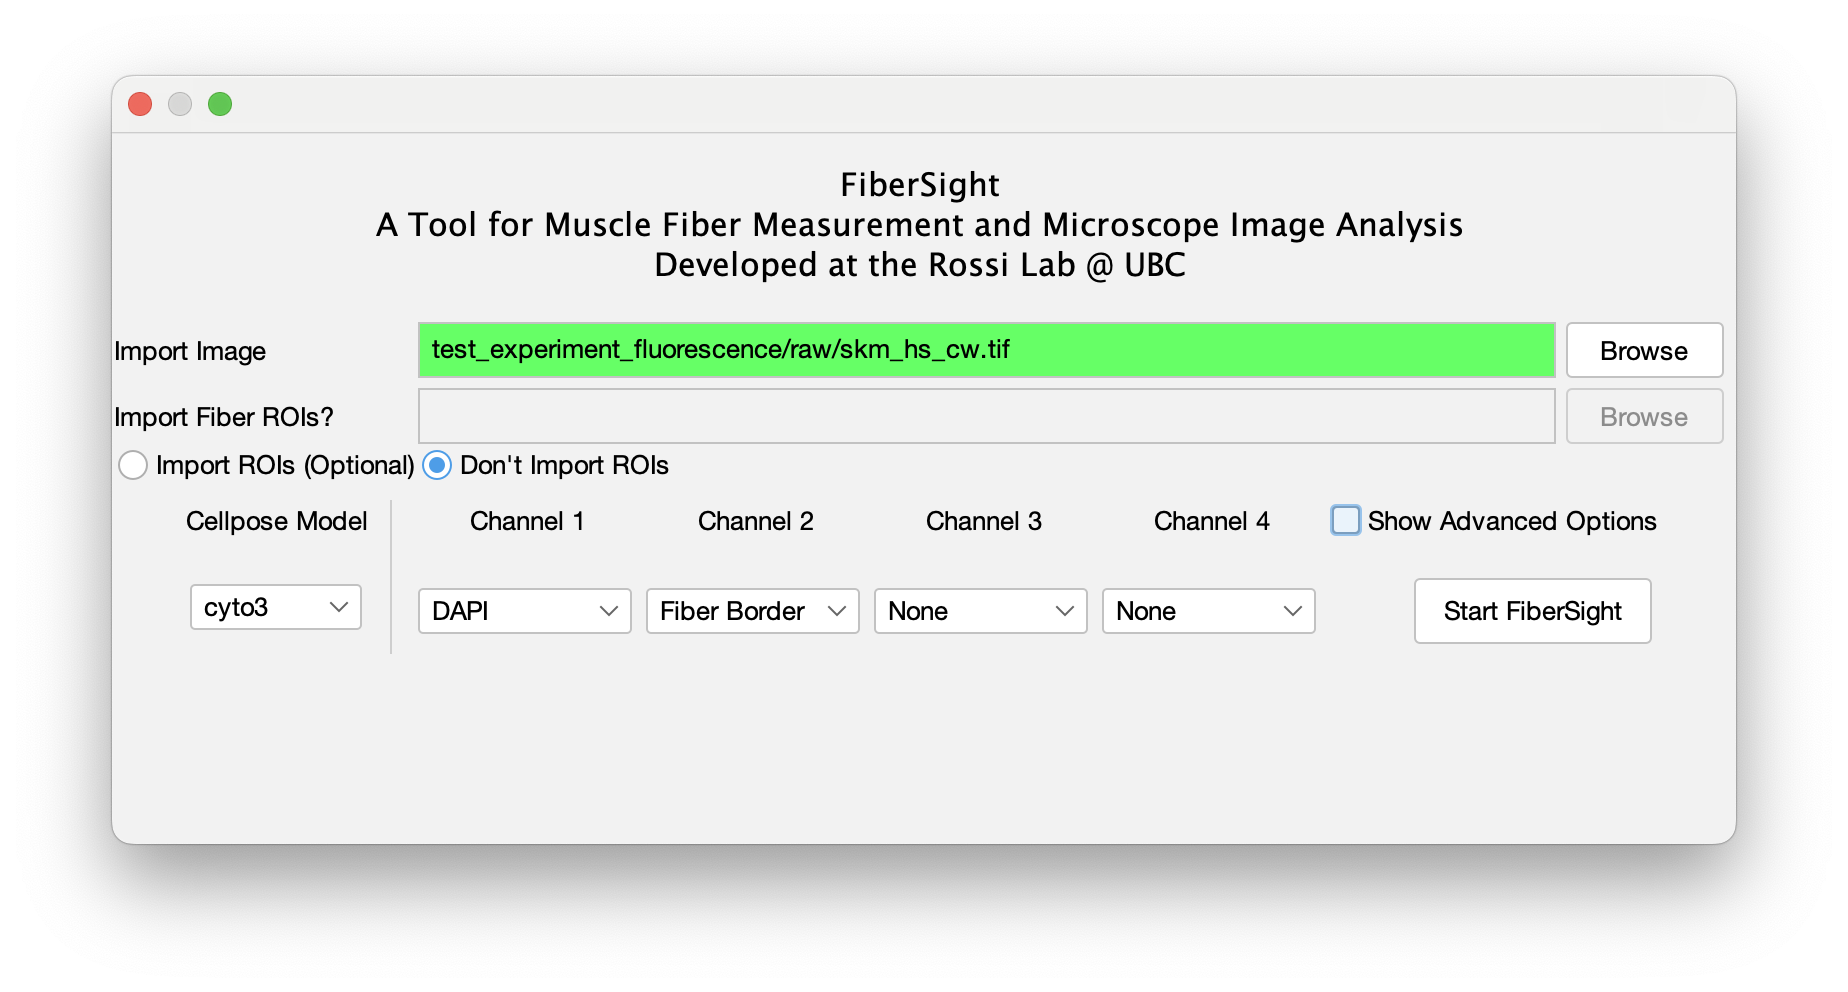 FiberSight
A Tool for Muscle Fiber Measurement and Microscope Image Analysis
Developed at the Rossi Lab @ UBC
Import Image test_experiment_fluorescence/raw/skm_hs_cw.tif Browse
Import Fiber ROIs? Browse
Import ROIs (Optional) Don't Import ROIs
Cellpose Model Channel 1 Channel 2 Channel 3 Channel 4 Show Advanced Options
cyto3 DAPI Fiber Border None None Start FiberSight